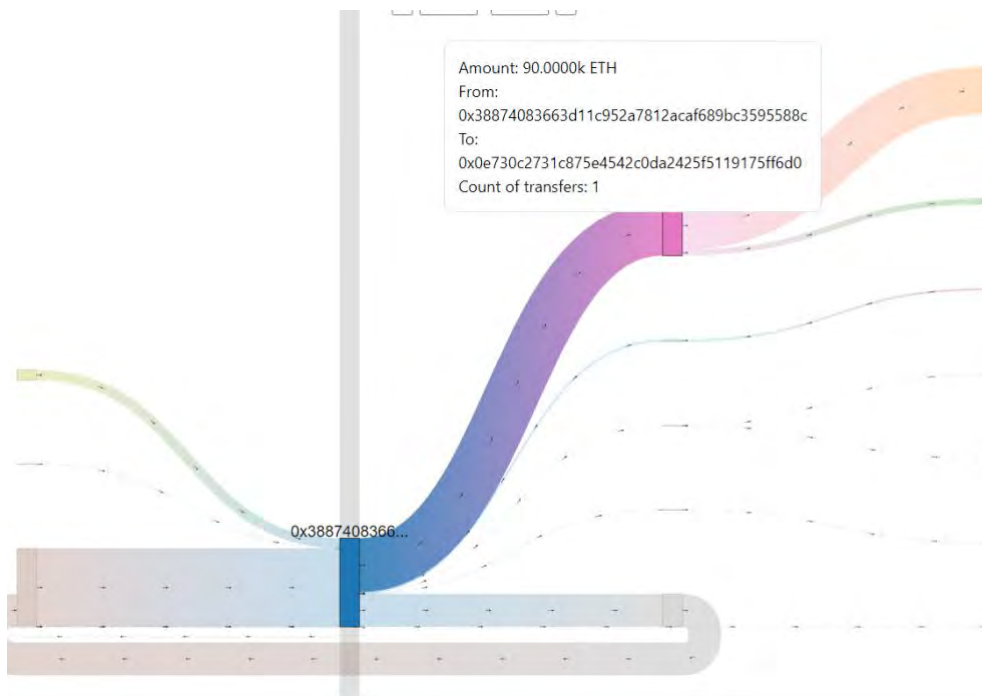 Amount: 90.0000k ETH
From:
0x38874083663d11c952a7812acaf689bc3595588c
To:
0x0e730c2731c875e4542c0da2425f5119175ff6d0
Count of transfers: 1
0x3887408366...